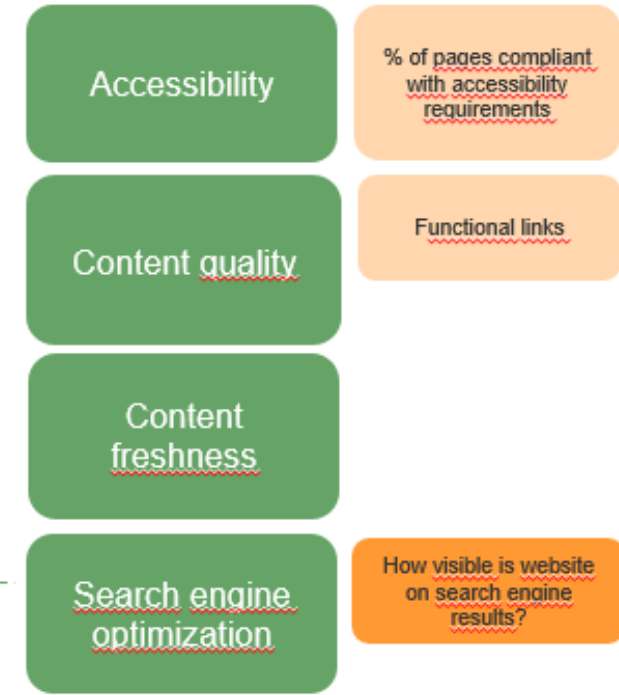 Accessibility
% of pages compliant
with accessibility
requirements
Content quality
Functional links
Content
freshness
Search engine
optimization
How visible is website
on search engine
results?